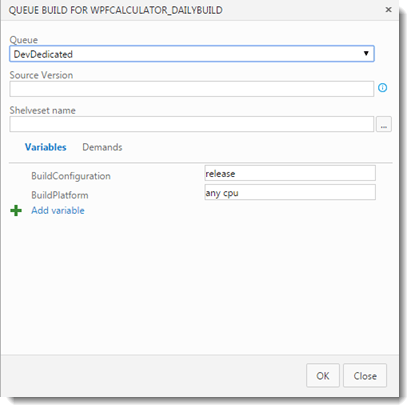 QUEUE BUILD FOR WPFCALCULATOR_DAILYBUILD
Queue
DevDedicated
Source Version
Shelveset name
...
Variables Demands
BuildConfiguration release
BuildPlatform any cpu
Add variable
OK Close